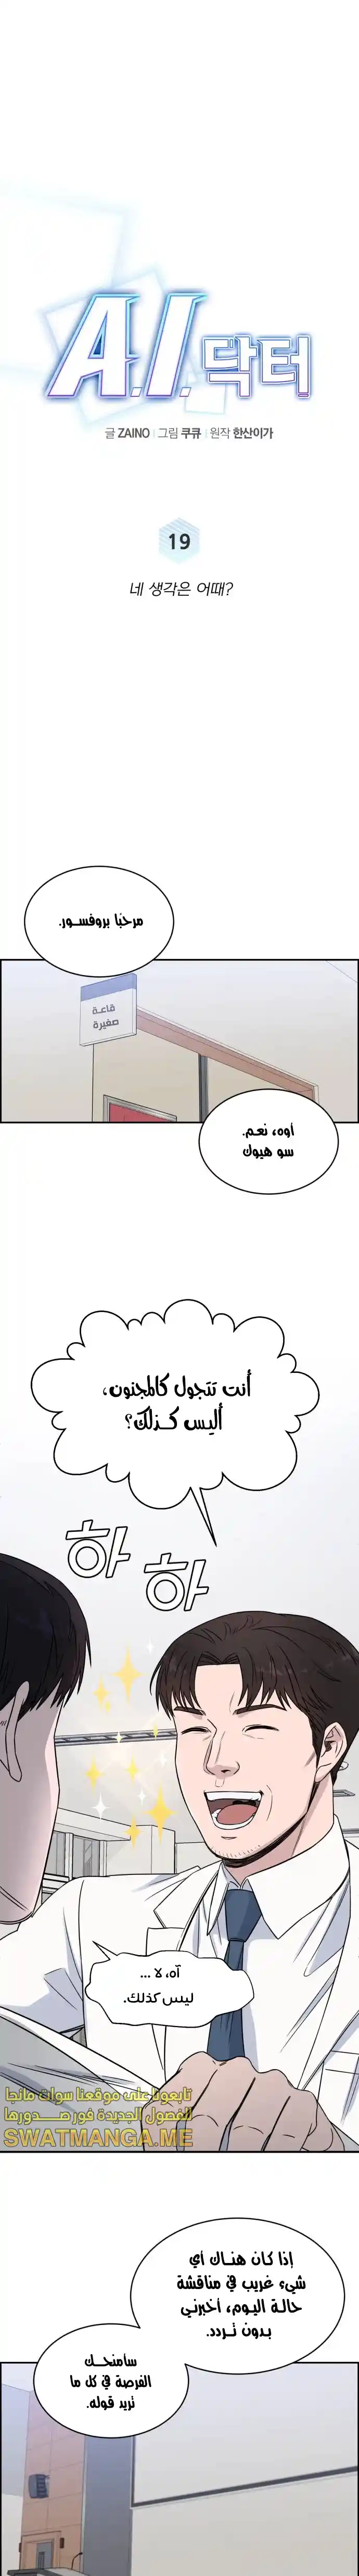 A.I. 닥터
글 ZAINO | 그림 쿠큐 | 원작 한산이가
19
네 생각은 어때?
مرحبًا بروفسور.
قاعة
صغيرة
أوه، نعم.
سو هيوك
أنت تتجول كالمجنون،
أليس كذلك؟
하 하
آه، لا ...
ليس كذلك.
تابعونا على موقعنا سوات مانجا
للفصول الجديدة فور صدورها
SWATMANGA.ME
إذا كان هناك أي
شيء غريب في مناقشة
حالة اليوم، أخبرني
بدون تردد.
سأمنحك
الفرصة في كل ما
تريد قوله.